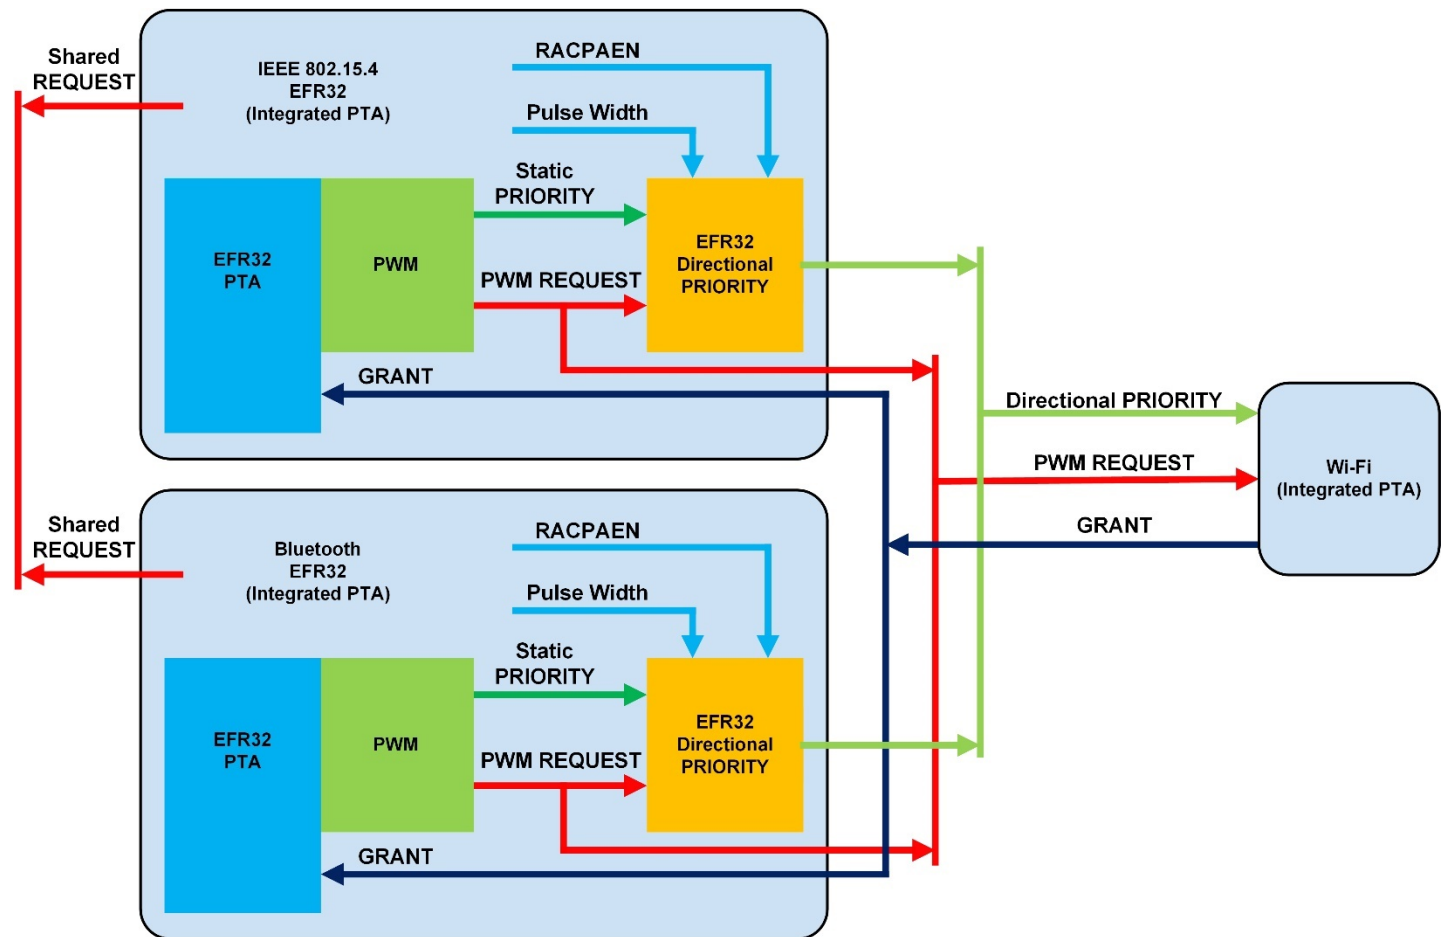 Shared
REQUEST
IEEE 802.15.4
EFR32
(Integrated PTA)
RACPAEN
Pulse Width
Static
PRIORITY
EFR32
PTA
PWM
PWM REQUEST
EFR32
Directional
PRIORITY
GRANT
Directional PRIORITY
PWM REQUEST
GRANT
Wi-Fi
(Integrated PTA)
Shared
REQUEST
Bluetooth
EFR32
(Integrated PTA)
RACPAEN
Pulse Width
Static
PRIORITY
EFR32
PTA
PWM
PWM REQUEST
EFR32
Directional
PRIORITY
GRANT